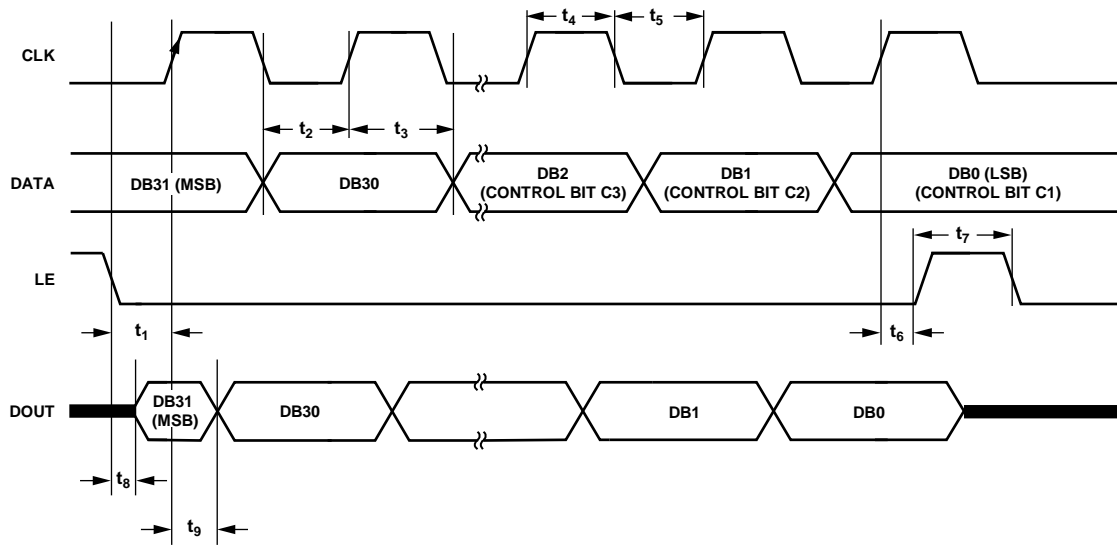 CLK
t4
t5
t2
t3
DATA
DB31 (MSB)
DB30
DB2
(CONTROL BIT C3)
DB1
(CONTROL BIT C2)
DB0 (LSB)
(CONTROL BIT C1)
LE
t7
t1
t6
DOUT
DB31
(MSB)
DB30
DB1
DB0
t8
t9